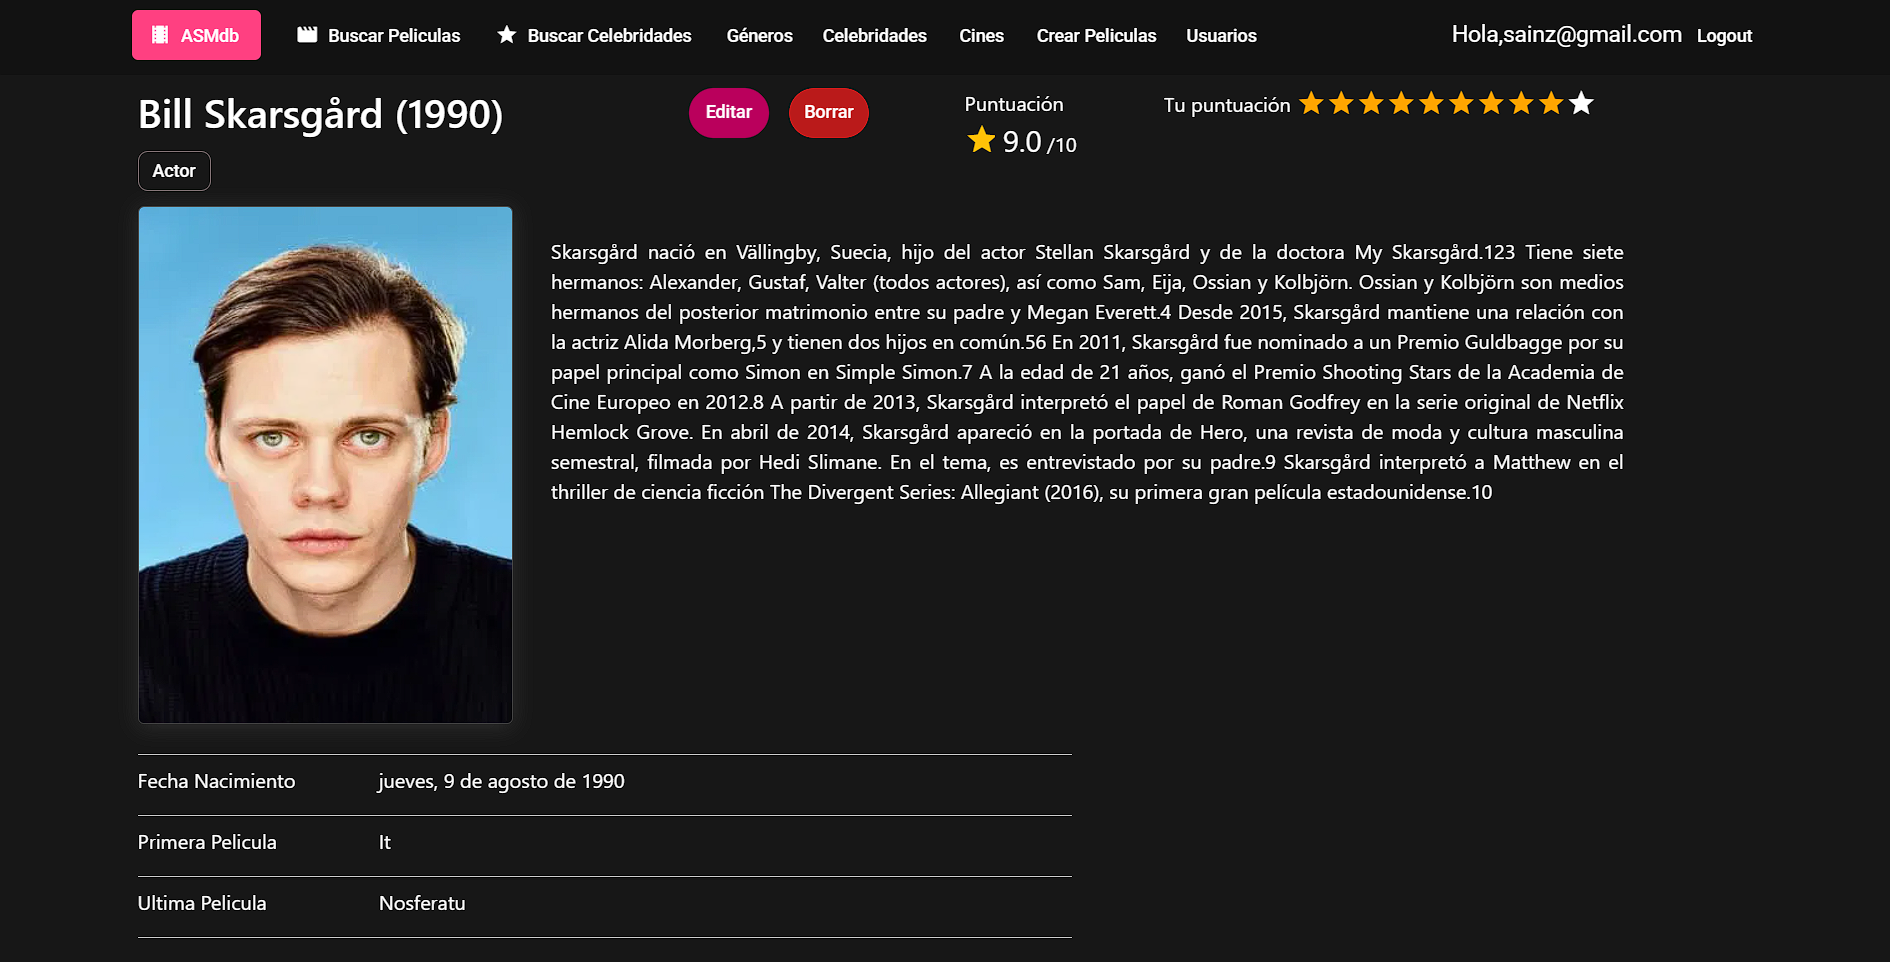 ASMdb Buscar Peliculas Buscar Celebridades Géneros Celebridades Cines Crear Peliculas Usuarios Hola,sainz@gmail.com Logout
Bill Skarsgård (1990)
Editar
Borrar
Puntuación
9.0 /10
Tu puntuación
Actor
Skarsgård nació en Vällingby, Suecia, hijo del actor Stellan Skarsgård y de la doctora My Skarsgård.123 Tiene siete
hermanos: Alexander, Gustaf, Valter (todos actores), así como Sam, Eija, Ossian y Kolbjörn. Ossian y Kolbjörn son medios
hermanos del posterior matrimonio entre su padre y Megan Everett.4 Desde 2015, Skarsgård mantiene una relación con
la actriz Alida Morberg,5 y tienen dos hijos en común.56 En 2011, Skarsgård fue nominado a un Premio Guldbagge por su
papel principal como Simon en Simple Simon.7 A la edad de 21 años, ganó el Premio Shooting Stars de la Academia de
Cine Europeo en 2012.8 A partir de 2013, Skarsgård interpretó el papel de Roman Godfrey en la serie original de Netflix
Hemlock Grove. En abril de 2014, Skarsgård apareció en la portada de Hero, una revista de moda y cultura masculina
semestral, filmada por Hedi Slimane. En el tema, es entrevistado por su padre.9 Skarsgård interpretó a Matthew en el
thriller de ciencia ficción The Divergent Series: Allegiant (2016), su primera gran película estadounidense.10
Fecha Nacimiento jueves, 9 de agosto de 1990
Primera Pelicula It
Ultima Pelicula Nosferatu